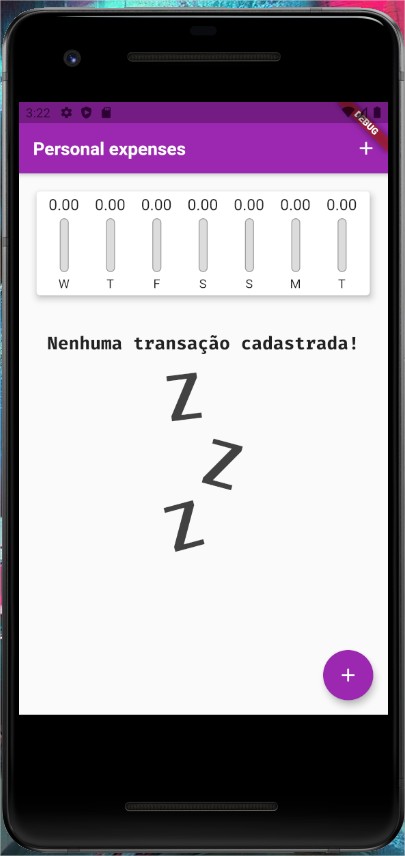 3:22
DEBUG
Personal expenses +
0.00 0.00 0.00 0.00 0.00 0.00 0.00
W T F S S M T
Nenhuma transação cadastrada!
Z
Z
Z
+